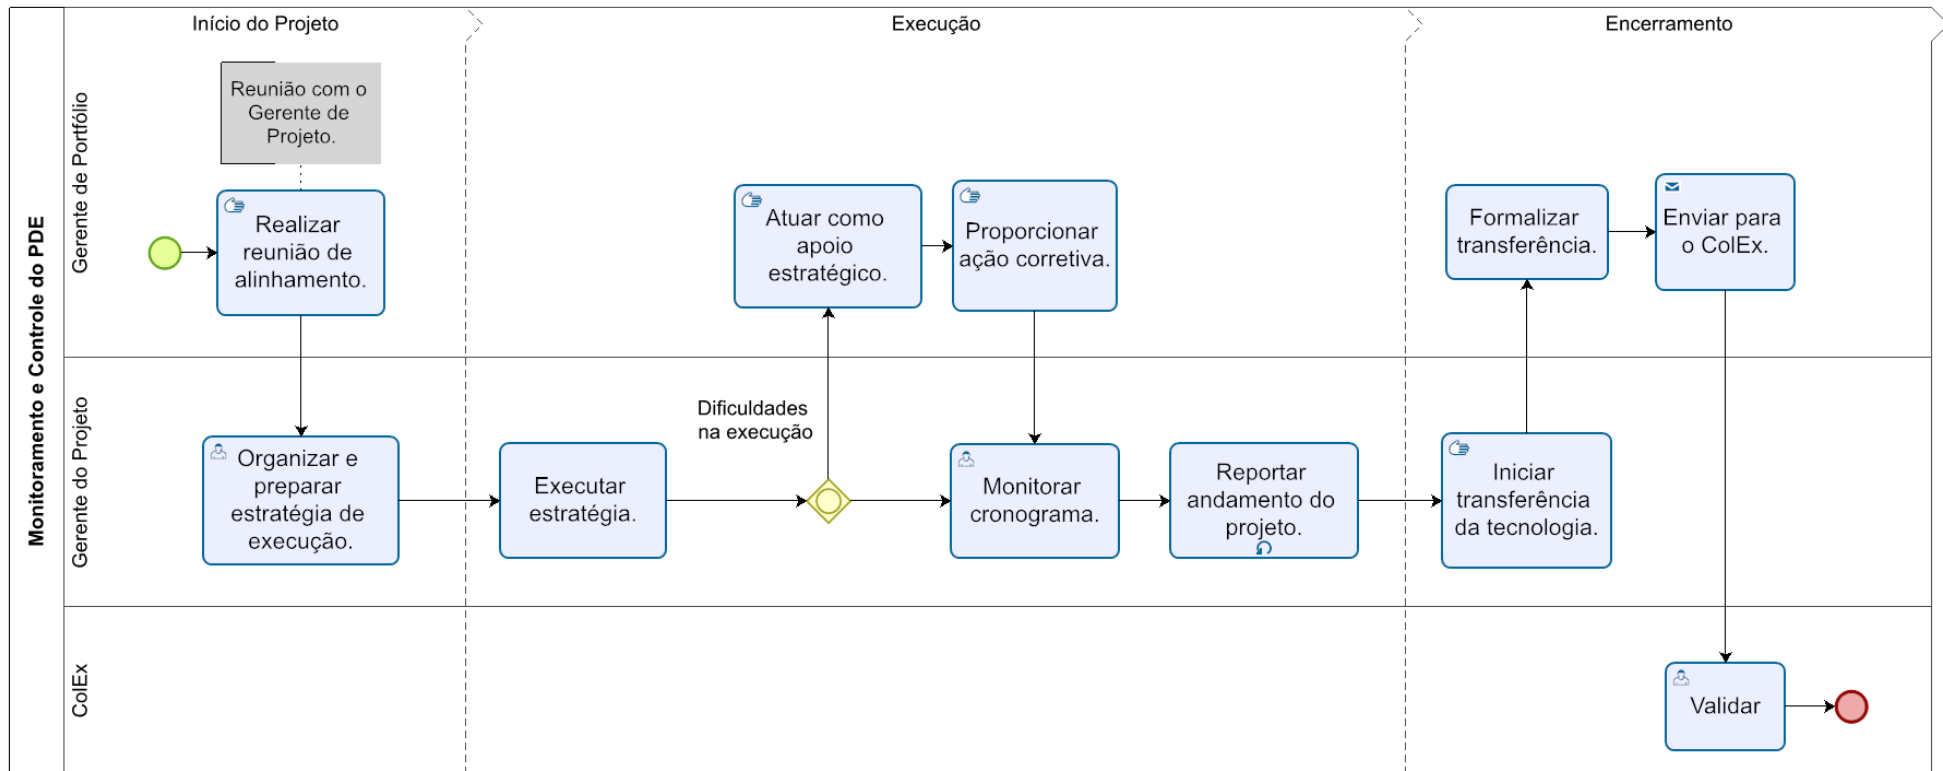 Início do Projeto
Execução
Encerramento
Monitoramento e Controle do PDE
Gerente de Portfólio
Reunião com o
Gerente de
Projeto.
Realizar
reunião de
alinhamento.
Atuar como
apoio
estratégico.
Proporcionar
ação corretiva.
Formalizar
transferência.
Enviar para
o ColEx.
Gerente do Projeto
Organizar e
preparar
estratégia de
execução.
Executar
estratégia.
Dificuldades
na execução
Monitorar
cronograma.
Reportar
andamento do
projeto.
Iniciar
transferência
da tecnologia.
ColEx
Validar